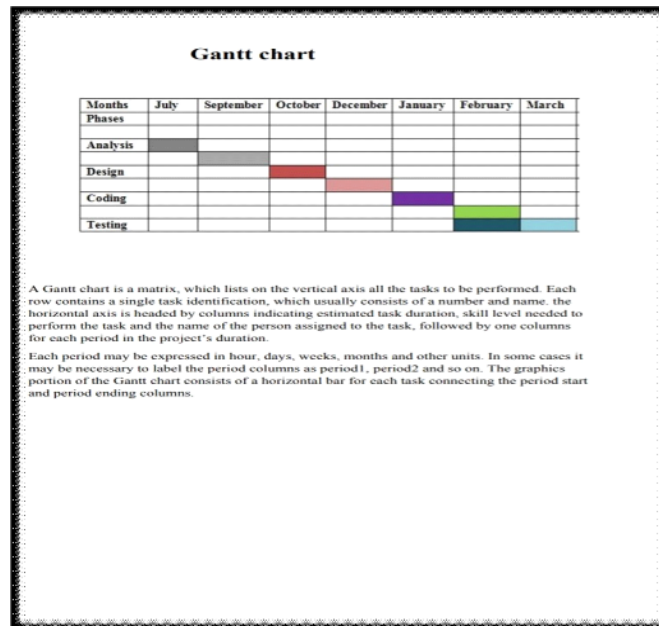 Gantt chart
Months July September October December January February March
Phases
Analysis
Design
Coding
Testing
A Gantt chart is a matrix, which lists on the vertical axis all the tasks to be performed. Each
row contains a single task identification, which usually consists of a number and name. the
horizontal axis is headed by columns indicating estimated task duration, skill level needed to
perform the task and the name of the person assigned to the task, followed by one columns
for each period in the project's duration.
Each period may be expressed in hour, days, weeks, months and other units. In some cases it
may be necessary to label the period columns as period1, period2 and so on. The graphics
portion of the Gantt chart consists of a horizontal bar for each task connecting the period start
and period ending columns.